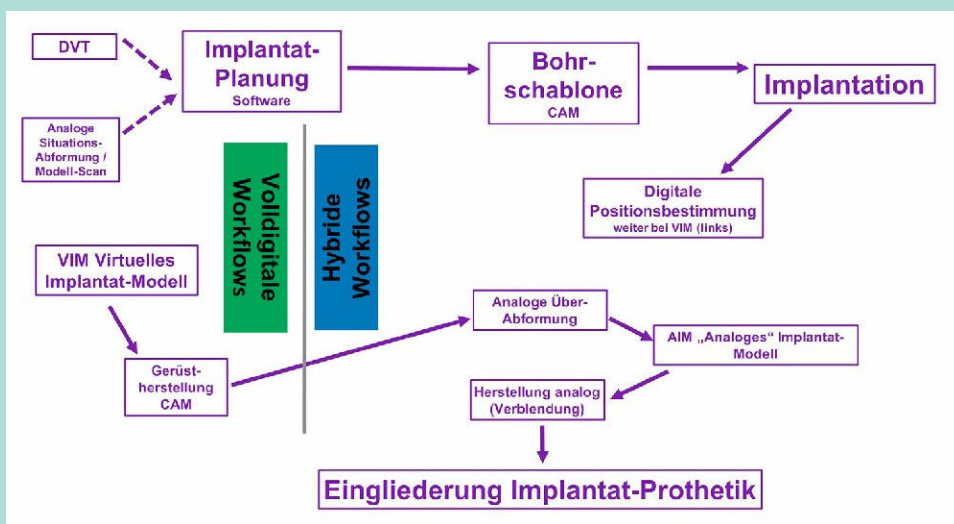 DVT
Analoge
Situations-
Abformung /
Modell-Scan
Implantat-
Planung
Software
Bohr-
schablone
CAM
Implantation
Digitale
Positionsbestimmung
weiter bei VIM (links)
Volldigitale
Workflows
Hybride
Workflows
VIM Virtuelles
Implantat-Modell
Gerüst-
herstellung
CAM
Analoge Über-
Abformung
AIM „Analoges“ Implantat-
Modell
Herstellung analog
(Verblendung)
Eingliederung Implantat-Prothetik